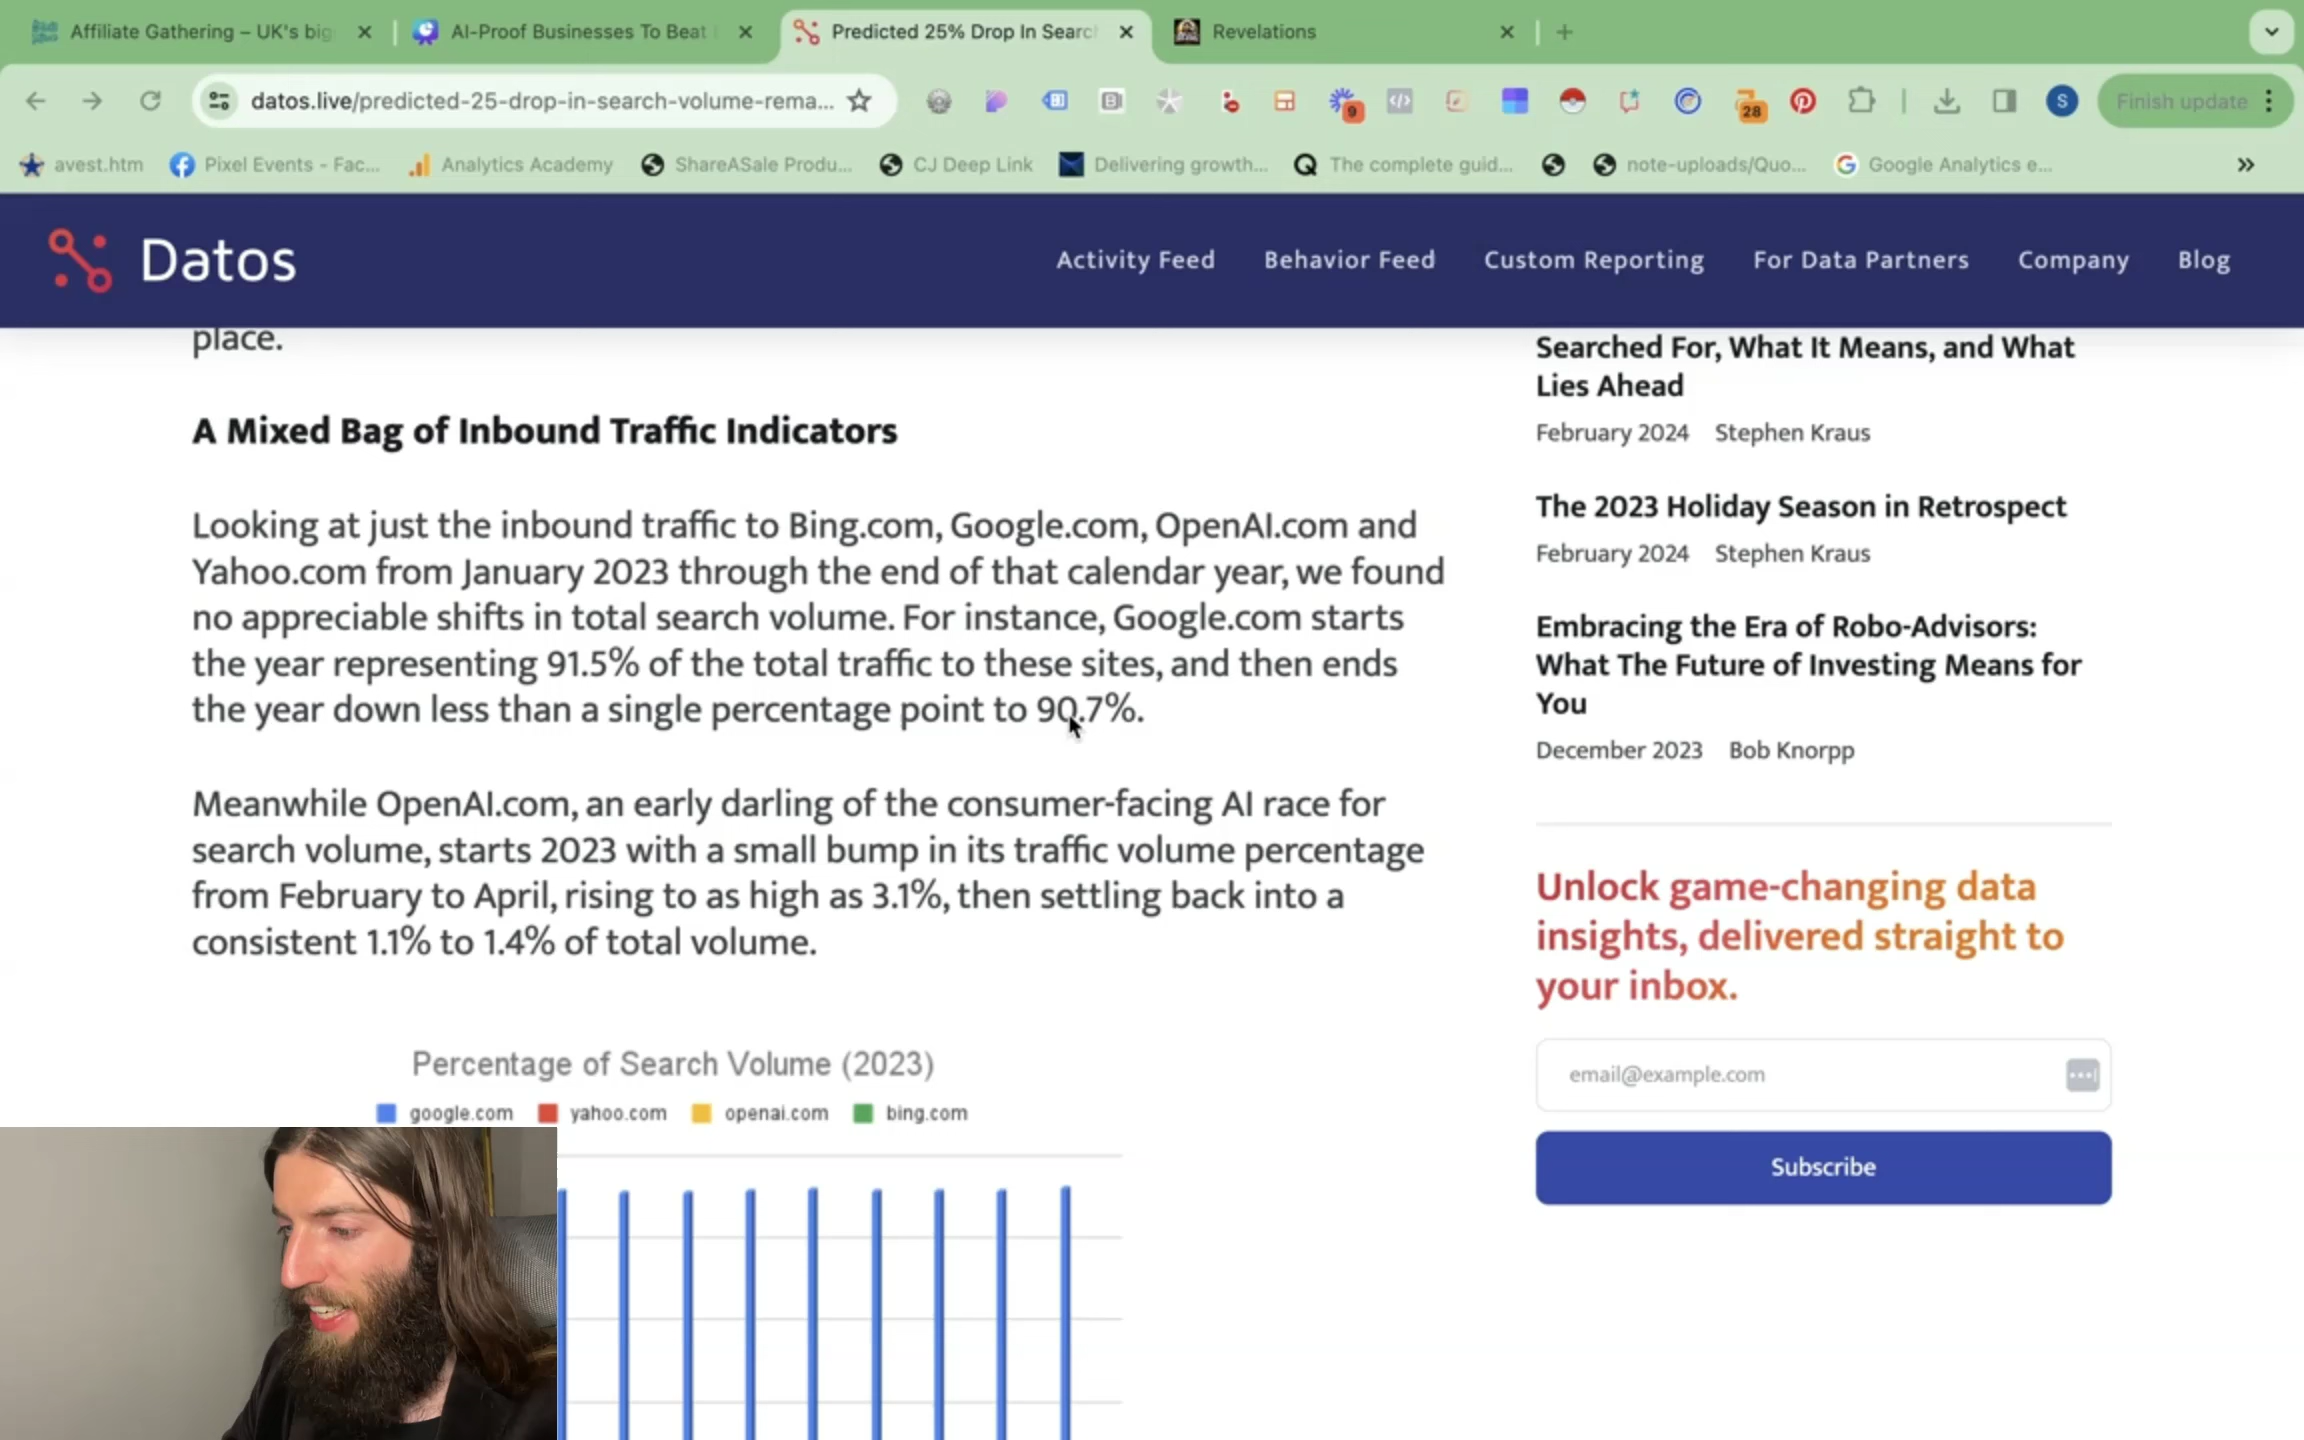 Affiliate Gathering – UK's big
AI-Proof Businesses To Beat
Predicted 25% Drop In Searc
Revelations
datos.live/predicted-25-drop-in-search-volume-rema...
9
28
S
Finish update
avest.htm
Pixel Events - Fac...
Analytics Academy
ShareASale Produ...
CJ Deep Link
Delivering growth...
The complete guid...
note-uploads/Quo...
Google Analytics e...
Datos
Activity Feed
Behavior Feed
Custom Reporting
For Data Partners
Company
Blog
place.
A Mixed Bag of Inbound Traffic Indicators
Looking at just the inbound traffic to Bing.com, Google.com, OpenAI.com and
Yahoo.com from January 2023 through the end of that calendar year, we found
no appreciable shifts in total search volume. For instance, Google.com starts
the year representing 91.5% of the total traffic to these sites, and then ends
the year down less than a single percentage point to 90.7%.
Meanwhile OpenAI.com, an early darling of the consumer-facing AI race for
search volume, starts 2023 with a small bump in its traffic volume percentage
from February to April, rising to as high as 3.1%, then settling back into a
consistent 1.1% to 1.4% of total volume.
Percentage of Search Volume (2023)
google.com
yahoo.com
openai.com
bing.com
Searched For, What It Means, and What
Lies Ahead
February 2024 Stephen Kraus
The 2023 Holiday Season in Retrospect
February 2024 Stephen Kraus
Embracing the Era of Robo-Advisors:
What The Future of Investing Means for
You
December 2023 Bob Knorpp
Unlock game-changing data
insights, delivered straight to
your inbox.
email@example.com
Subscribe